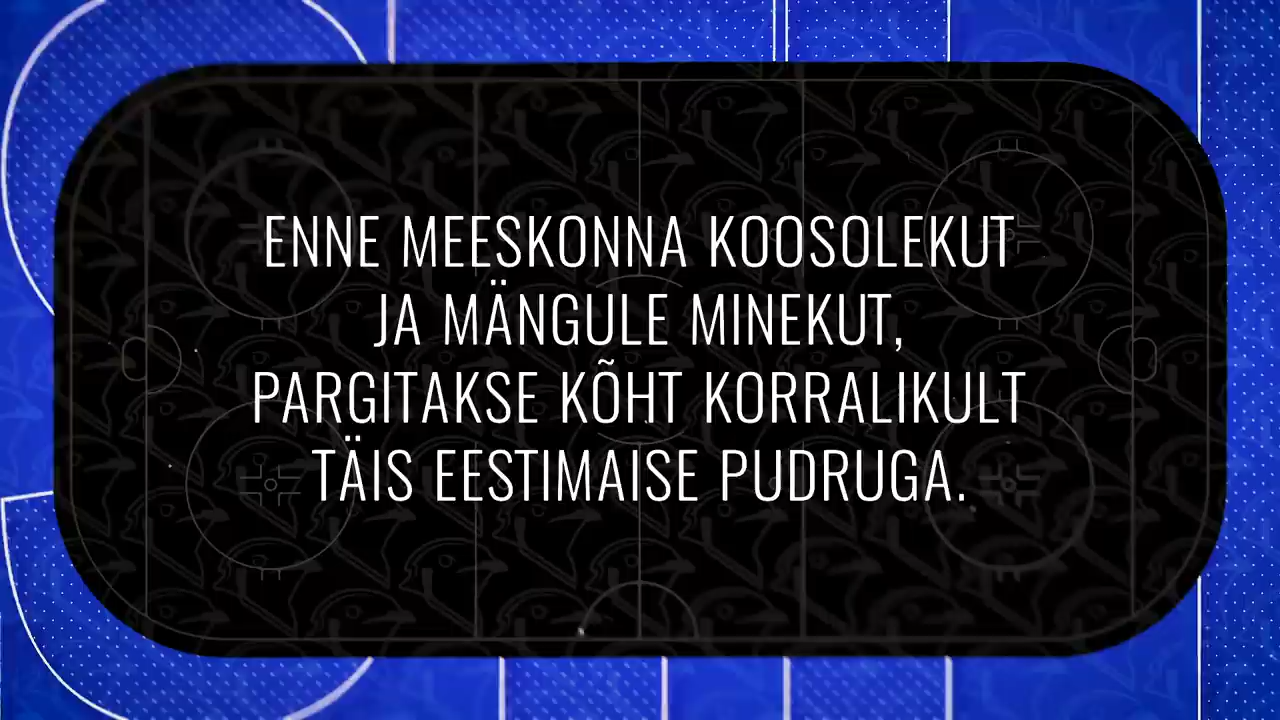 ENNE MEESKONNA KOOSOLEKUT
JA MÄNGULE MINEKUT,
PARGITAKSE KÕHT KORRALIKULT
TÄIS EESTIMAISE PUDRUGA.